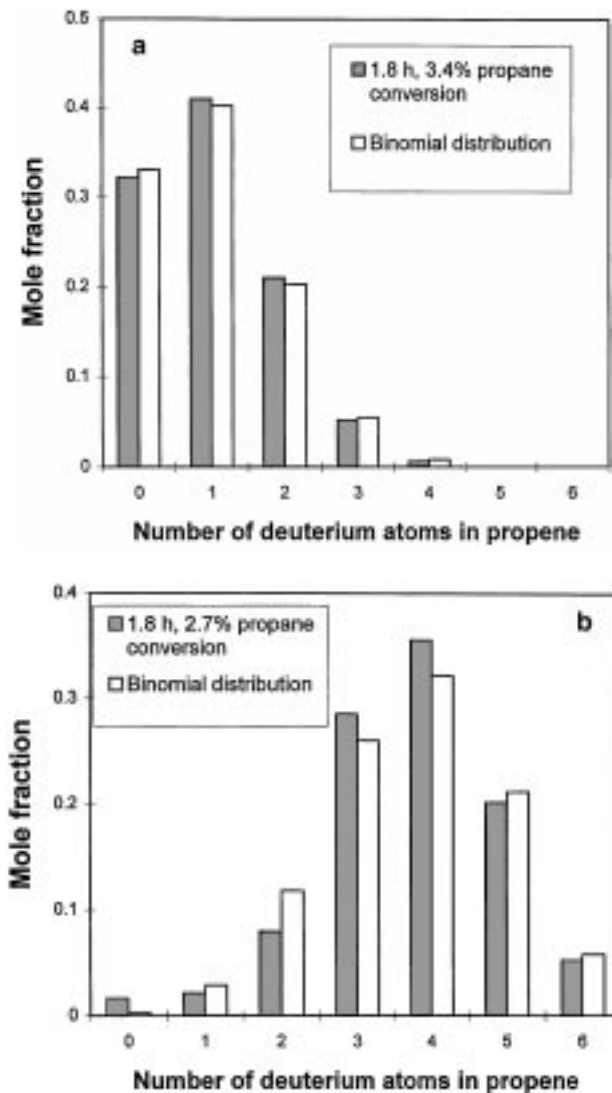 0.5
a
1.8 h, 3.4% propane
conversion
Binomial distribution
0.4
0.3
0.2
0.1
0
Mole fraction
0 1 2 3 4 5 6
Number of deuterium atoms in propene
0.4
1.8 h, 2.7% propane
conversion
Binomial distribution
b
0.3
0.2
0.1
0
Mole fraction
0 1 2 3 4 5 6
Number of deuterium atoms in propene